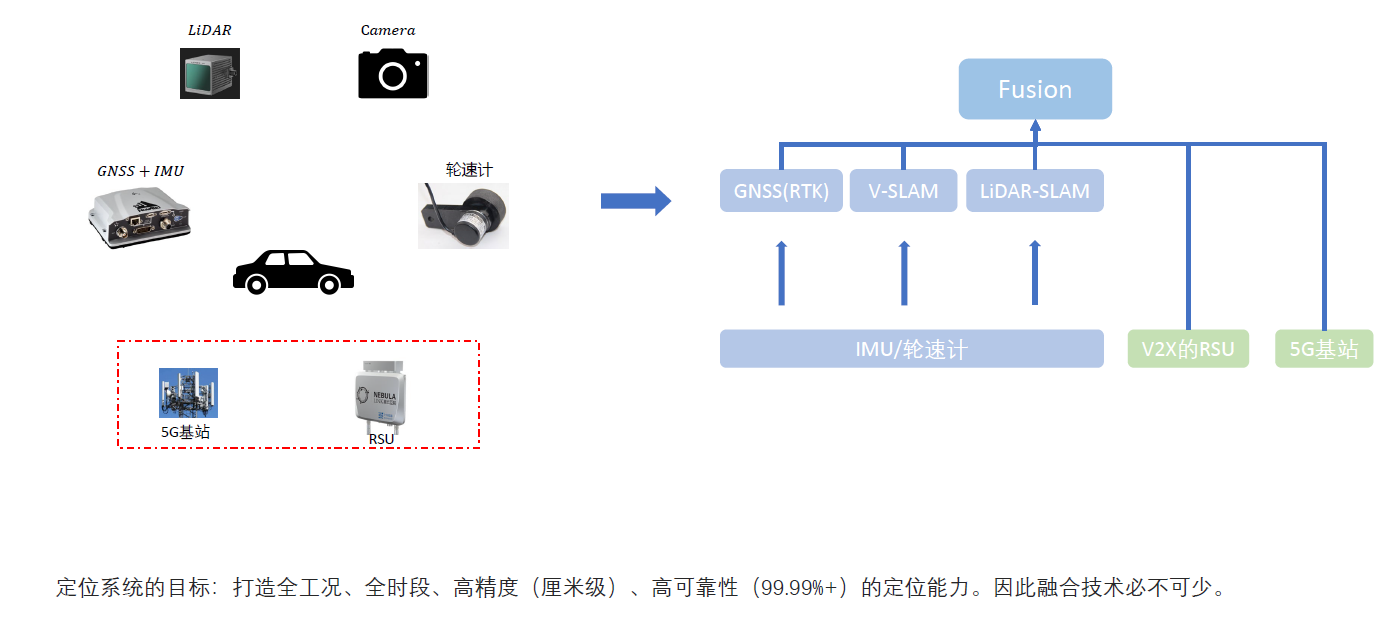 LiDAR
Camera
GNSS + IMU
轮速计
5G基站
NEBULA
RSU
Fusion
GNSS(RTK)
V-SLAM
LiDAR-SLAM
IMU/轮速计
V2X的RSU
5G基站
定位系统的目标：打造全工况、全时段、高精度（厘米级）、高可靠性（99.99%+）的定位能力。因此融合技术必不可少。